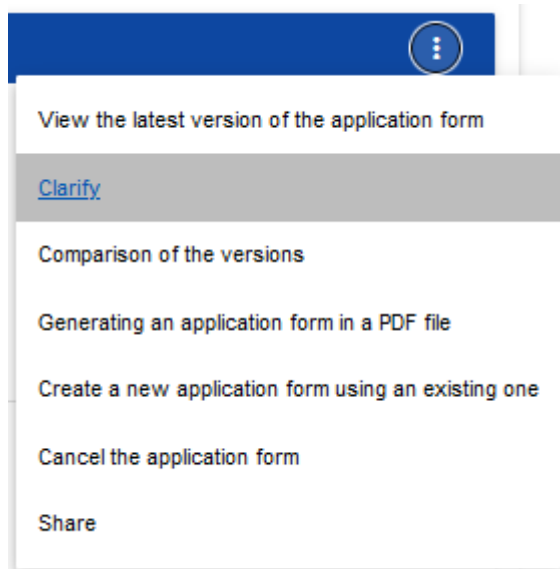 View the latest version of the application form
Clarify
Comparison of the versions
Generating an application form in a PDF file
Create a new application form using an existing one
Cancel the application form
Share